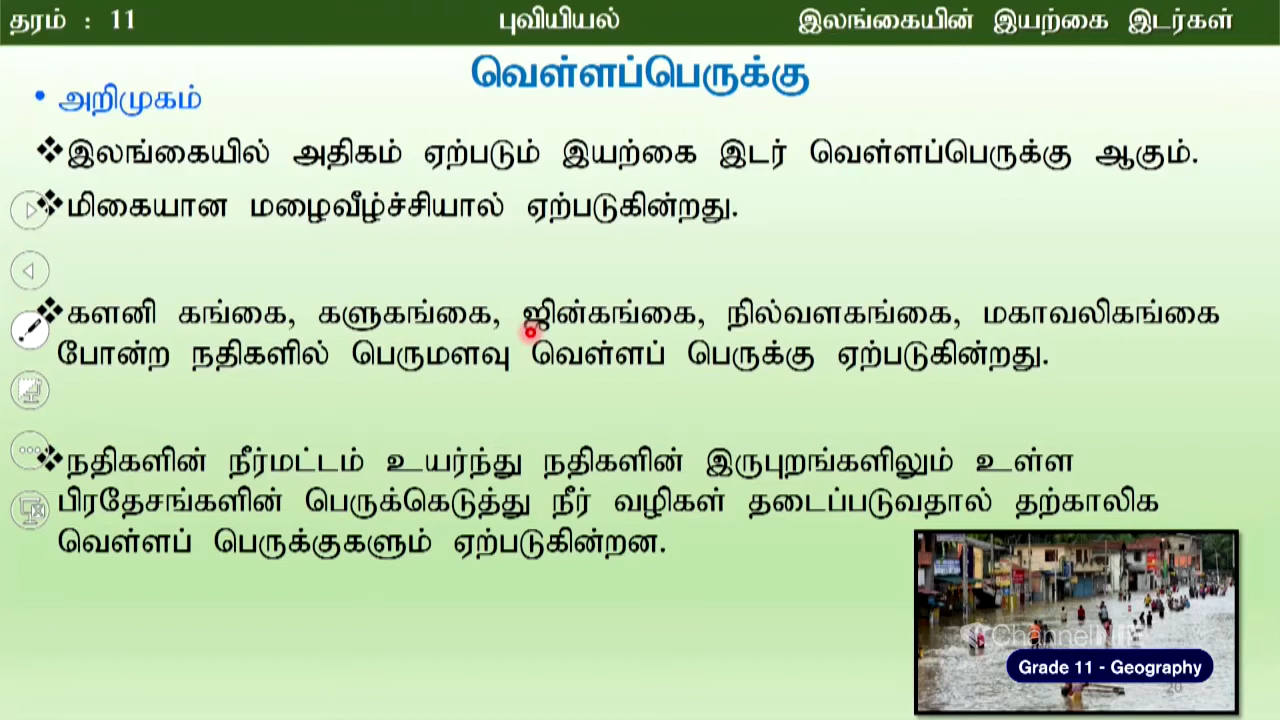 தரம் : 11 புவியியல் இலங்கையின் இயற்கை இடர்கள்
வெள்ளப்பெருக்கு
• அறிமுகம்
❖இலங்கையில் அதிகம் ஏற்படும் இயற்கை இடர் வெள்ளப்பெருக்கு ஆகும்.
❖மிகையான மழைவீழ்ச்சியால் ஏற்படுகின்றது.
❖களனி கங்கை, களுகங்கை, ஜின்கங்கை, நில்வளகங்கை, மகாவலிகங்கை
போன்ற நதிகளில் பெருமளவு வெள்ளப் பெருக்கு ஏற்படுகின்றது.
❖நதிகளின் நீர்மட்டம் உயர்ந்து நதிகளின் இருபுறங்களிலும் உள்ள
பிரதேசங்களின் பெருக்கெடுத்து நீர் வழிகள் தடைப்படுவதால் தற்காலிக
வெள்ளப் பெருக்குகளும் ஏற்படுகின்றன.
Grade 11 - Geography
20